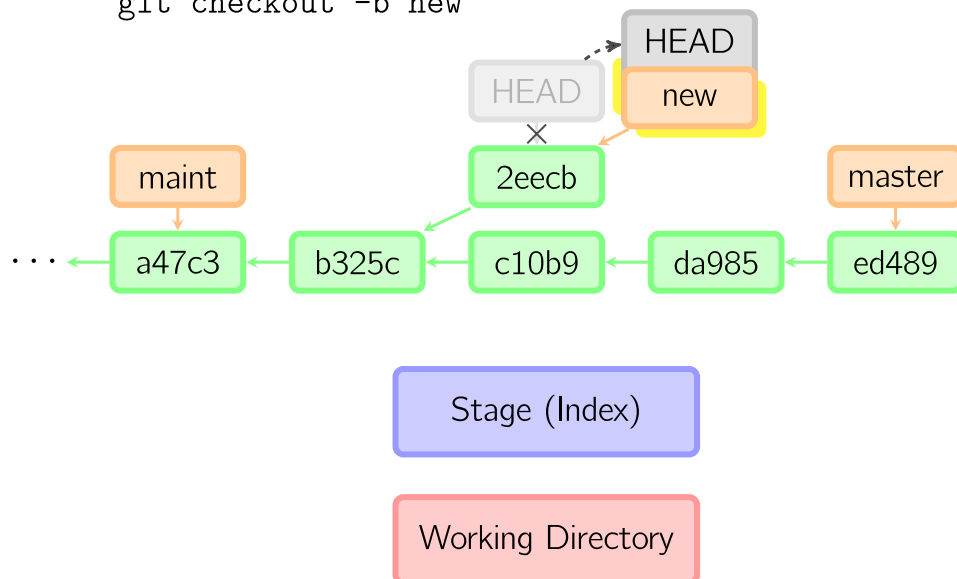 git checkout -b new
HEAD
HEAD
new
maint
2eecb
master
... a47c3 b325c c10b9 da985 ed489
Stage (Index)
Working Directory